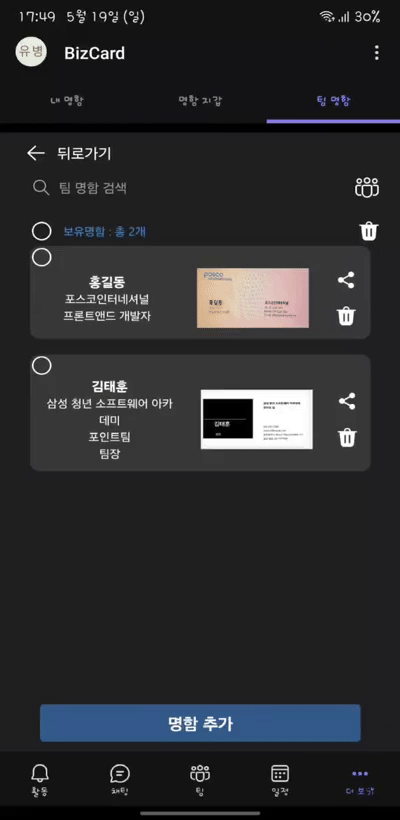 17:49 5월 19일 (일)
30%
유병
BizCard
내 명함
명함 지갑
팀 명함
뒤로가기
팀 명함 검색
보유명함 : 총 2개
홍길동
포스코인터네셔널
프론트앤드 개발자
posco
홍길동
김태훈
삼성 청년 소프트웨어 아카
데미
포인트팀
팀장
김태훈
명함 추가
활동
채팅
팀
일정
더 보기